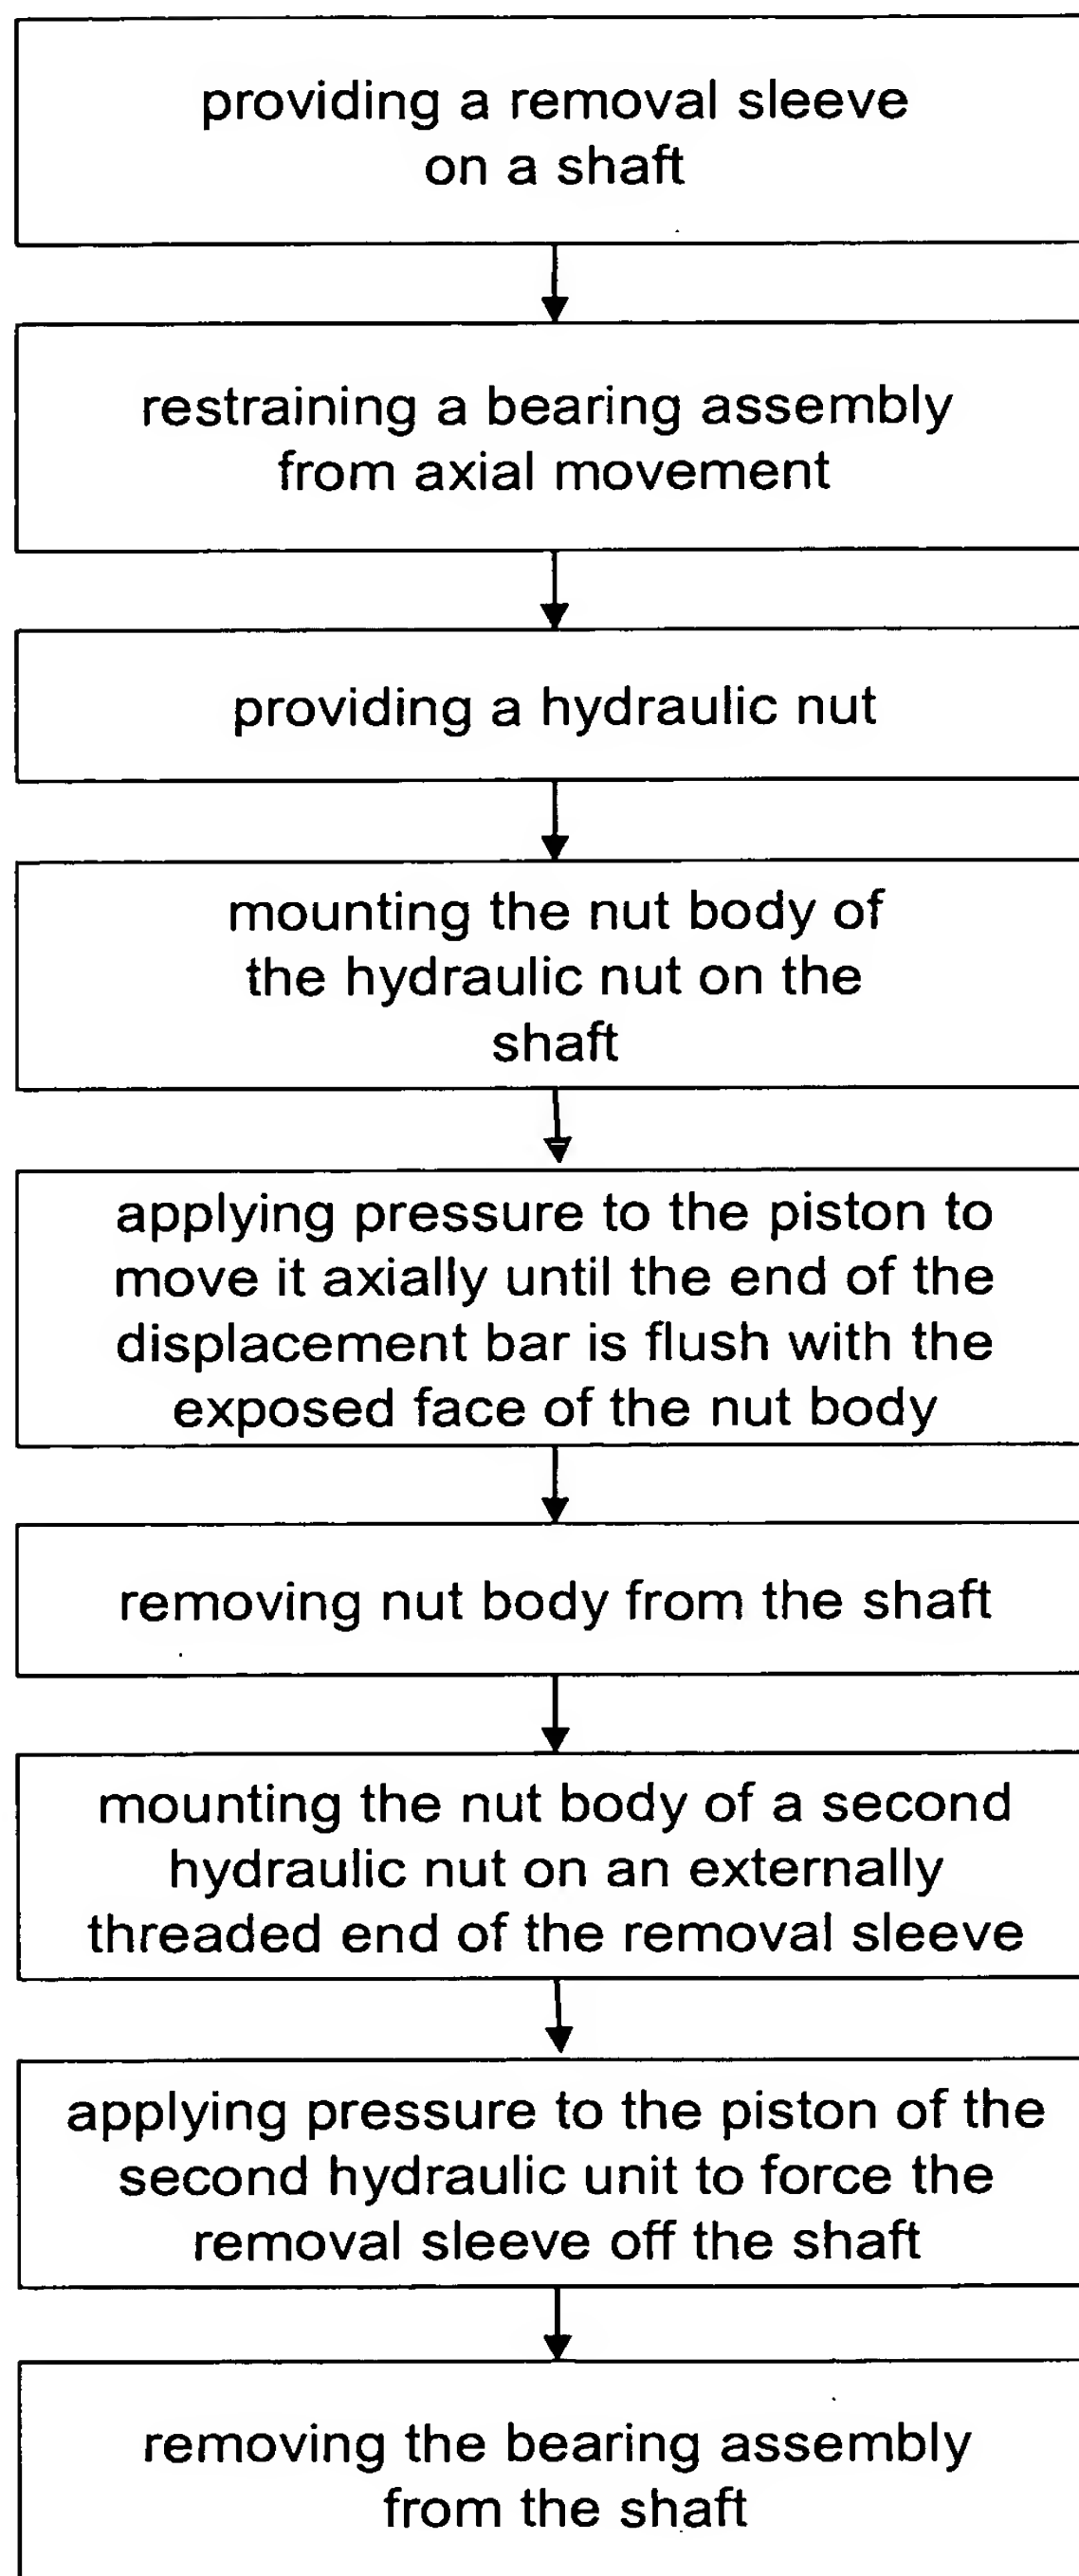 providing a removal sleeve
on a shaft
restraining a bearing assembly
from axial movement
providing a hydraulic nut
mounting the nut body of
the hydraulic nut on the
shaft
applying pressure to the piston to
move it axially until the end of the
displacement bar is flush with the
exposed face of the nut body
removing nut body from the shaft
mounting the nut body of a second
hydraulic nut on an externally
threaded end of the removal sleeve
applying pressure to the piston of the
second hydraulic unit to force the
removal sleeve off the shaft
removing the bearing assembly
from the shaft